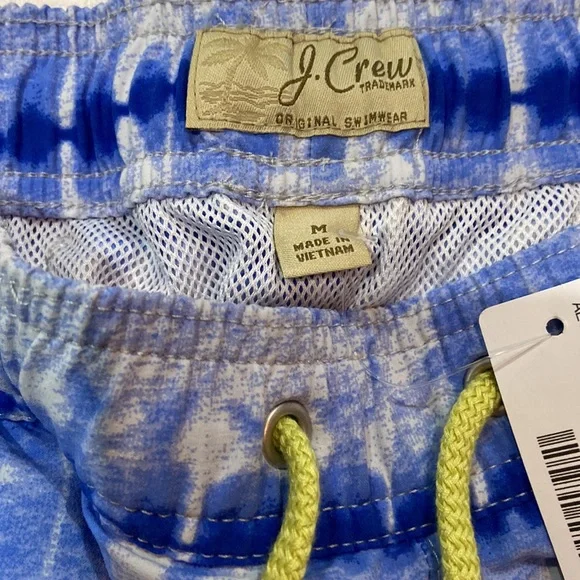 J.Crew
TRADEMARK
ORIGINAL SWIMWEAR
M
MADE IN
VIETNAM